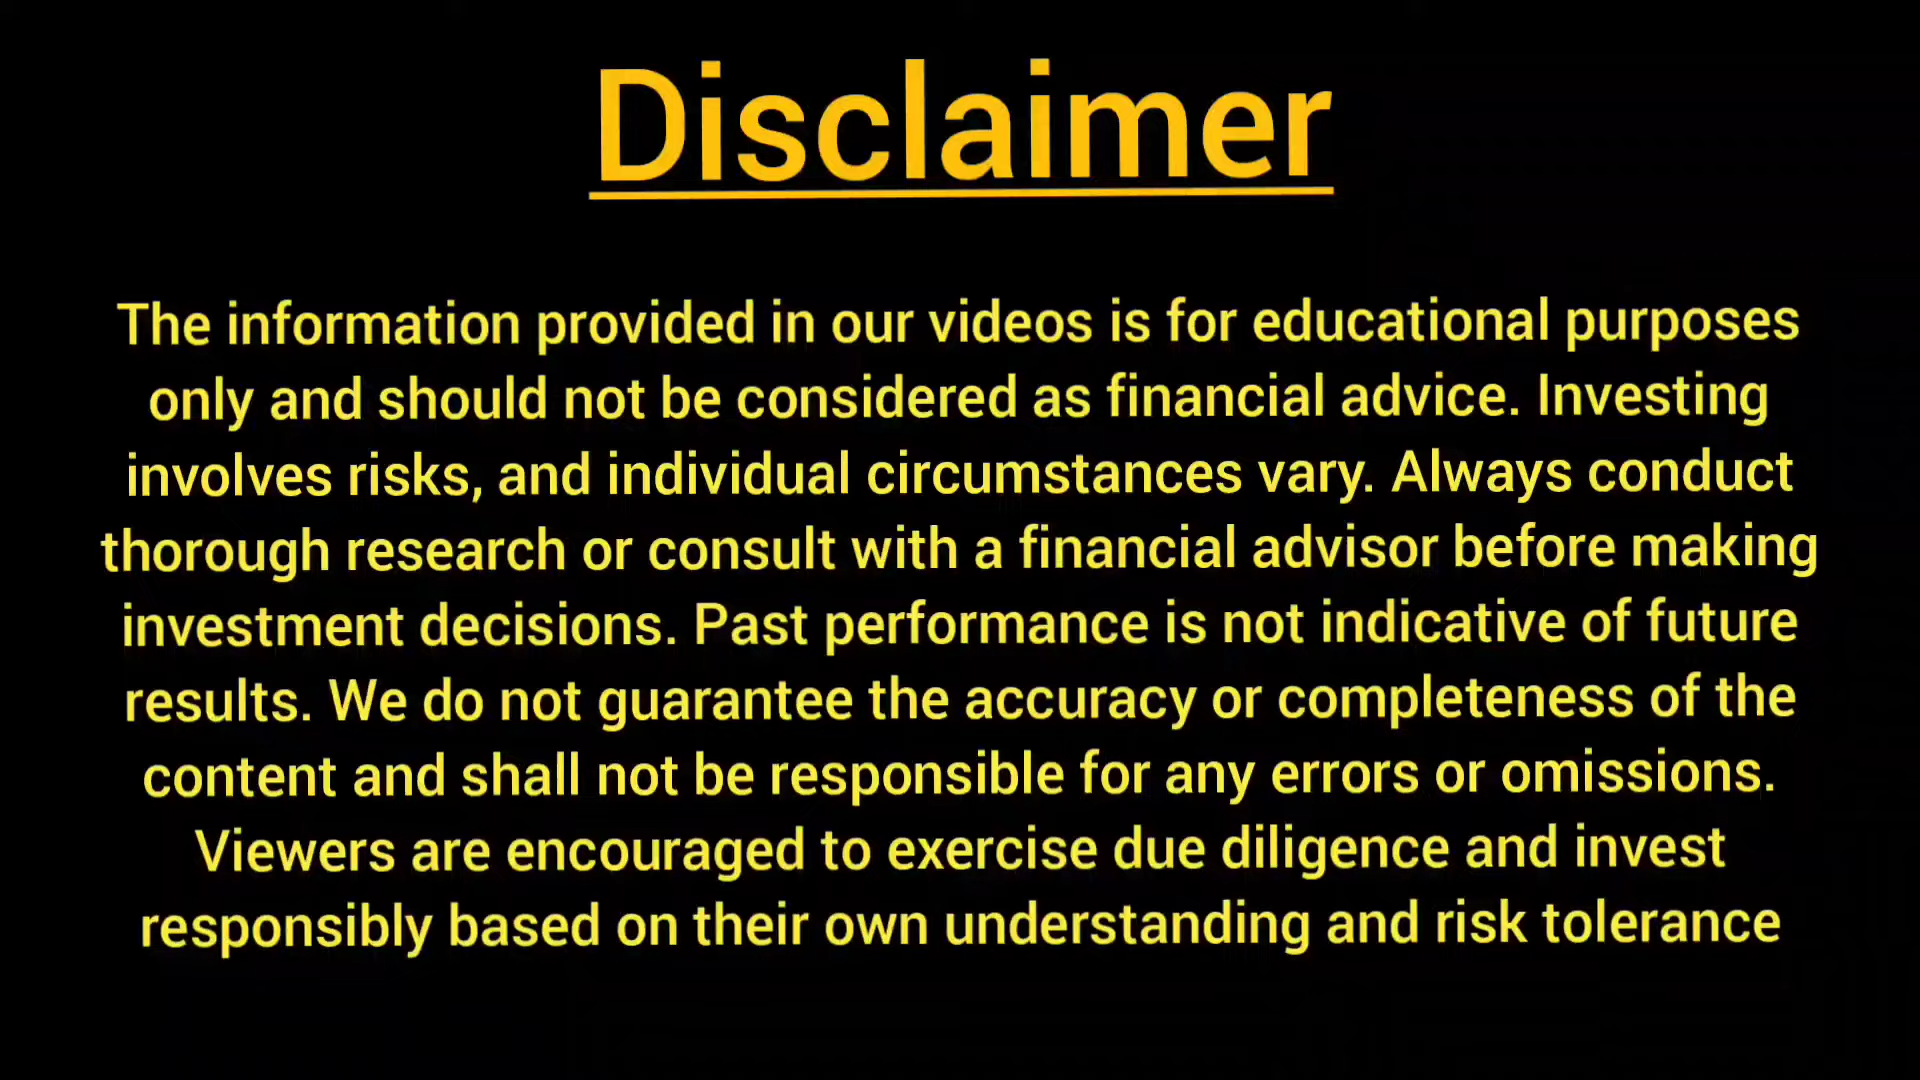 Disclaimer
The information provided in our videos is for educational purposes
only and should not be considered as financial advice. Investing
involves risks, and individual circumstances vary. Always conduct
thorough research or consult with a financial advisor before making
investment decisions. Past performance is not indicative of future
results. We do not guarantee the accuracy or completeness of the
content and shall not be responsible for any errors or omissions.
Viewers are encouraged to exercise due diligence and invest
responsibly based on their own understanding and risk tolerance